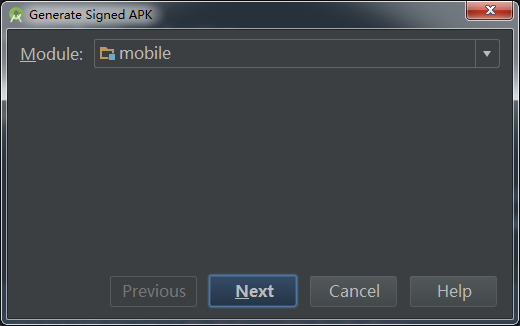 Generate Signed APK
Module: mobile
Previous Next Cancel Help